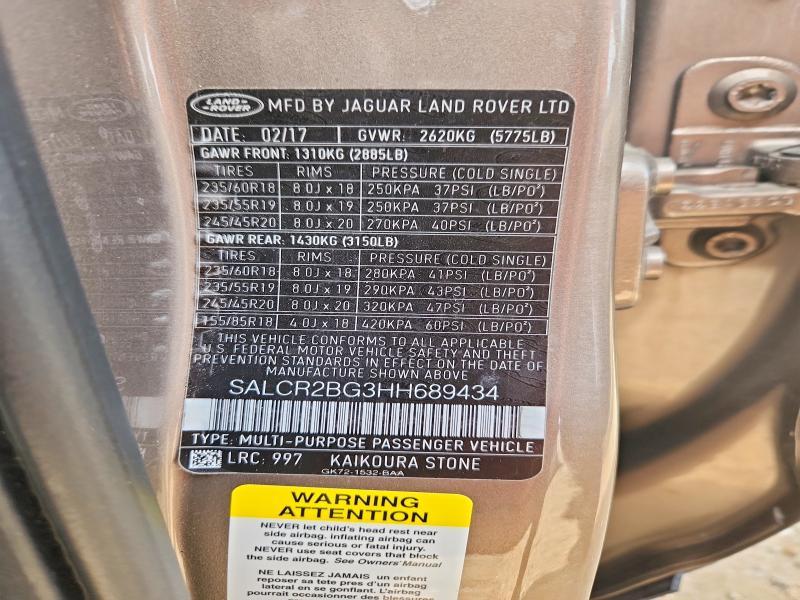 LAND ROVER MFD BY JAGUAR LAND ROVER LTD
DATE: 02/17 GVWR: 2620KG (5775LB)
GAWR FRONT: 1310KG (2885LB)
TIRES RIMS PRESSURE (COLD SINGLE)
235/60R18 8.0J x 18 250KPA 37PSI (LB/PO²)
235/55R19 8.0J x 19 250KPA 37PSI (LB/PO²)
245/45R20 8.0J x 20 270KPA 40PSI (LB/PO²)
GAWR REAR: 1430KG (3150LB)
TIRES RIMS PRESSURE (COLD SINGLE)
235/60R18 8.0J x 18 280KPA 41PSI (LB/PO²)
235/55R19 8.0J x 19 290KPA 43PSI (LB/PO²)
245/45R20 8.0J x 20 320KPA 47PSI (LB/PO²)
155/85R18 4.0J x 18 420KPA 60PSI (LB/PO²)
THIS VEHICLE CONFORMS TO ALL APPLICABLE
U.S. FEDERAL MOTOR VEHICLE SAFETY AND THEFT
PREVENTION STANDARDS IN EFFECT ON THE DATE OF
MANUFACTURE SHOWN ABOVE
SALCR2BG3HH689434
TYPE: MULTI-PURPOSE PASSENGER VEHICLE
LRC: 997 KAIKOURA STONE
GK72-1532-BAA
WARNING
ATTENTION
NEVER let child's head rest near
side airbag. inflating airbag can
cause serious or fatal injury.
NEVER use seat covers that block
the side airbag. See Owners' Manual
NE LAISSEZ JAMAIS un enfant
reposer sa tete pres d'un airbag
lateral en se gonflant. L'airbag
pourrait occasionner des blessures